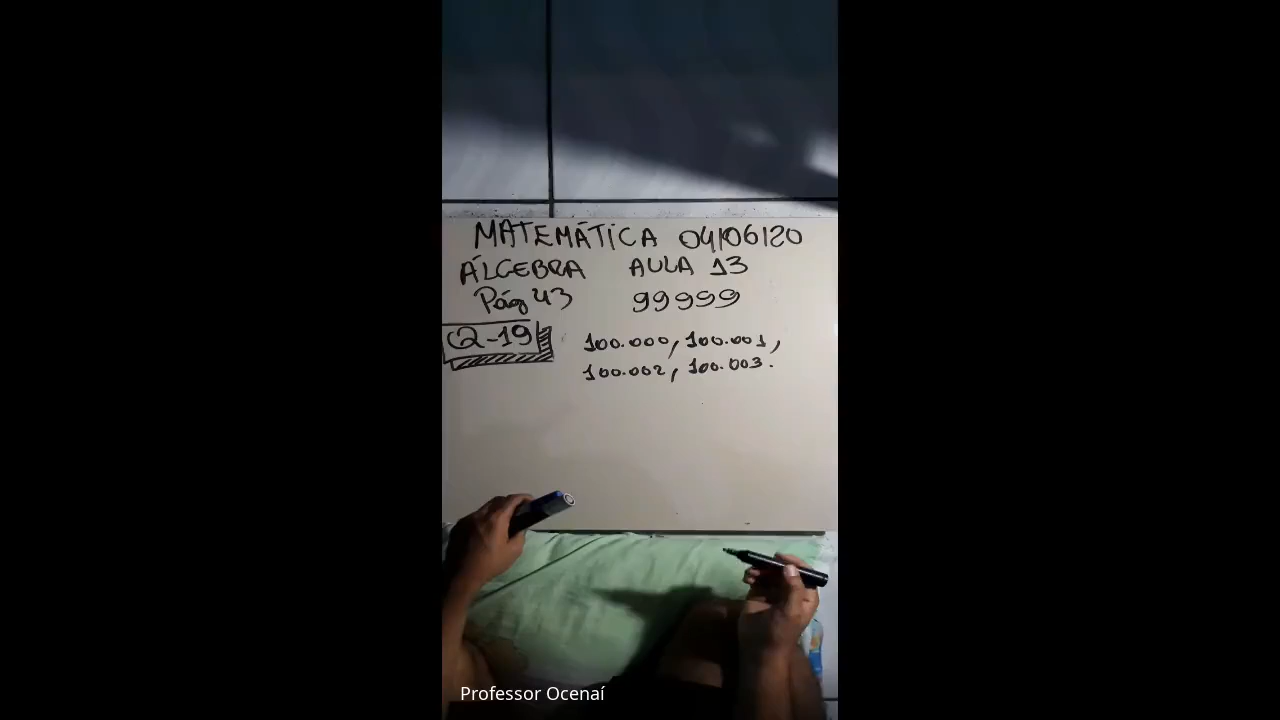 MATEMÁTICA 04/06/20
ÁLGEBRA AULA 13
Pág 43 99999
Q-19 100.000, 100.001,
100.002, 100.003.
Professor Ocenaí